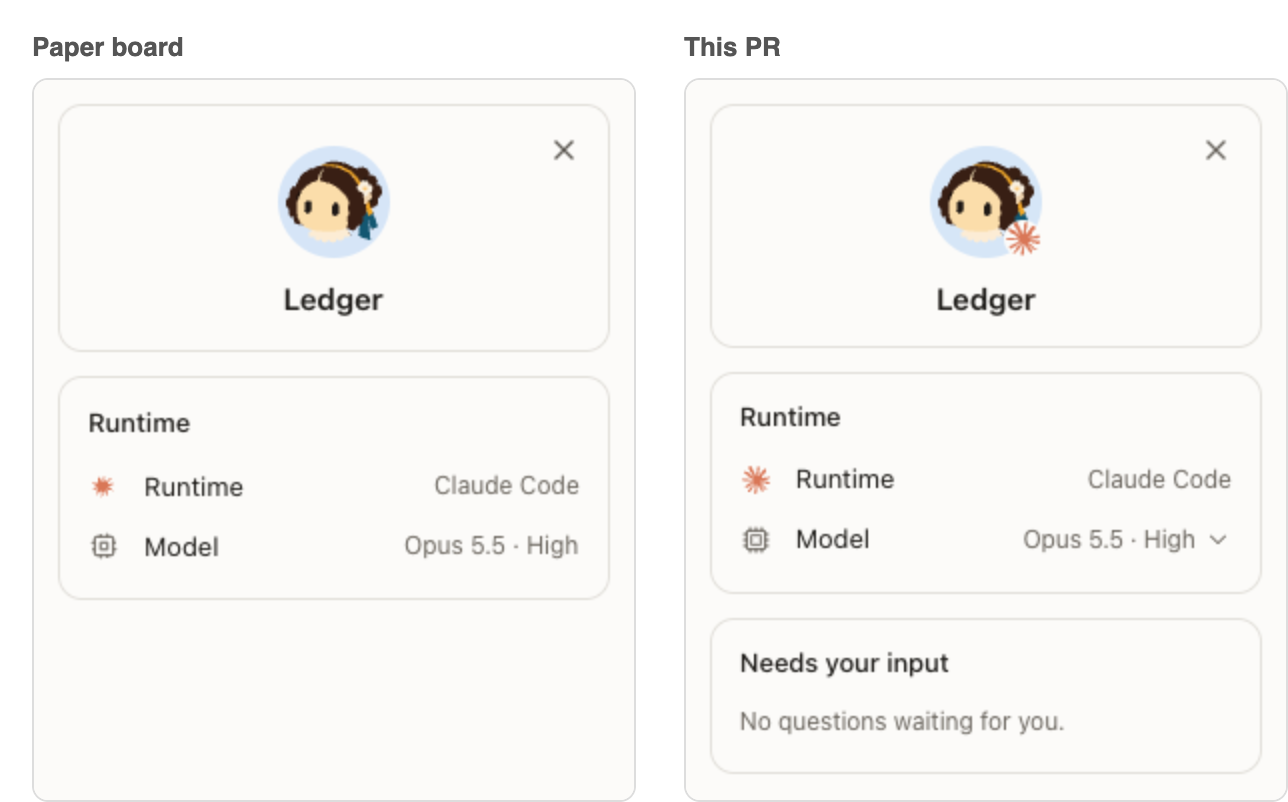 Paper board
Ledger
Runtime
Runtime Claude Code
Model Opus 5.5 · High
This PR
Ledger
Runtime
Runtime Claude Code
Model Opus 5.5 · High
Needs your input
No questions waiting for you.